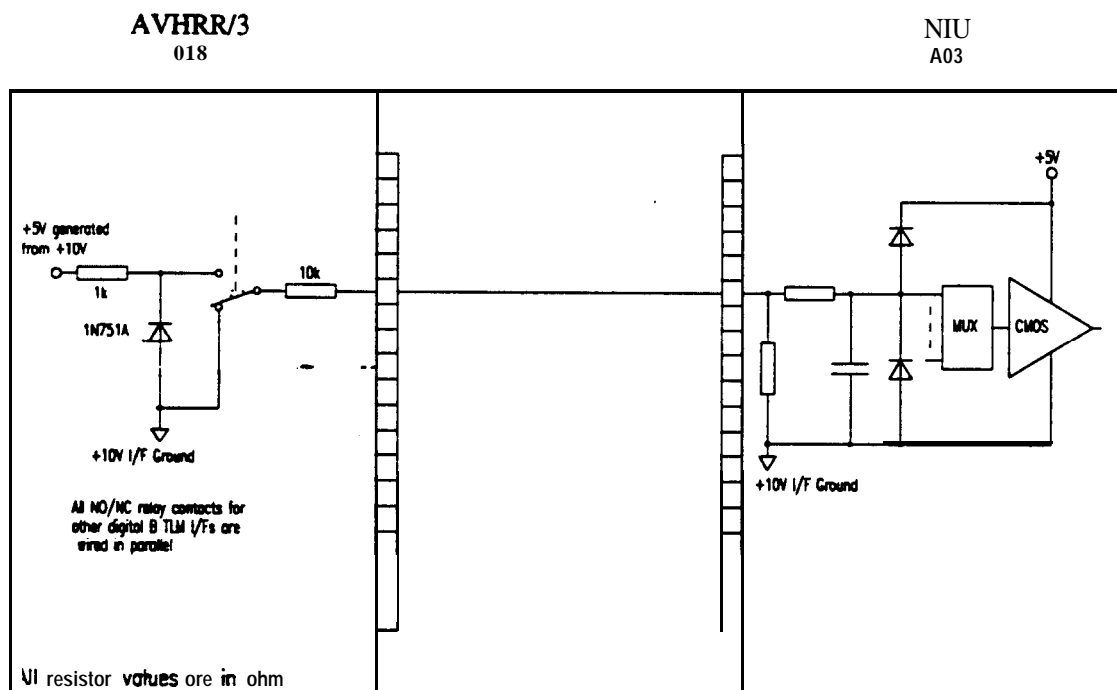 AVHRR/3
018
NIU
A03
+5V
+5V generated
from +10V
10k
1k
1N751A
MUX
CMOS
+10V I/F Ground
+10V I/F Ground
All NO/NC relay contacts for
other digital B TLM I/Fs are
wired in parallel
resistor values ore in ohm